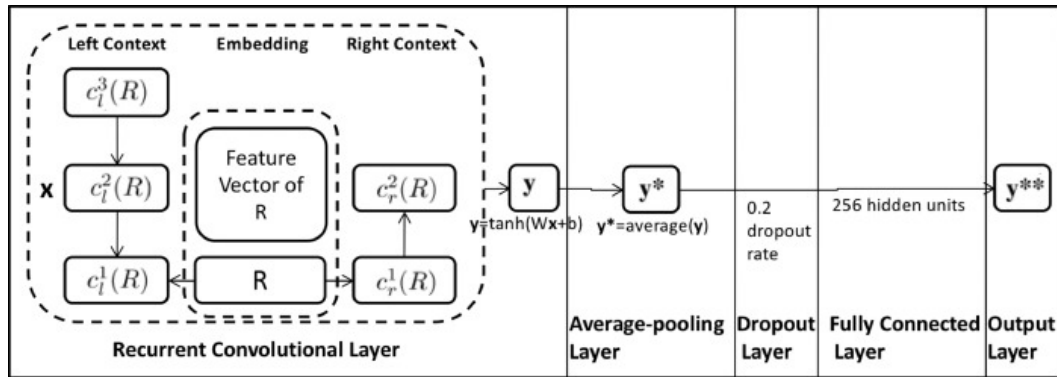 Left Context
Embedding
Right Context
c_l^3(R)
x
c_l^2(R)
Feature
Vector of
R
c_r^2(R)
c_l^1(R)
R
c_r^1(R)
y
y=tanh(Wx+b)
y*
y*=average(y)
0.2
dropout
rate
256 hidden units
y**
Recurrent Convolutional Layer
Average-pooling
Layer
Dropout
Layer
Fully Connected
Layer
Output
Layer